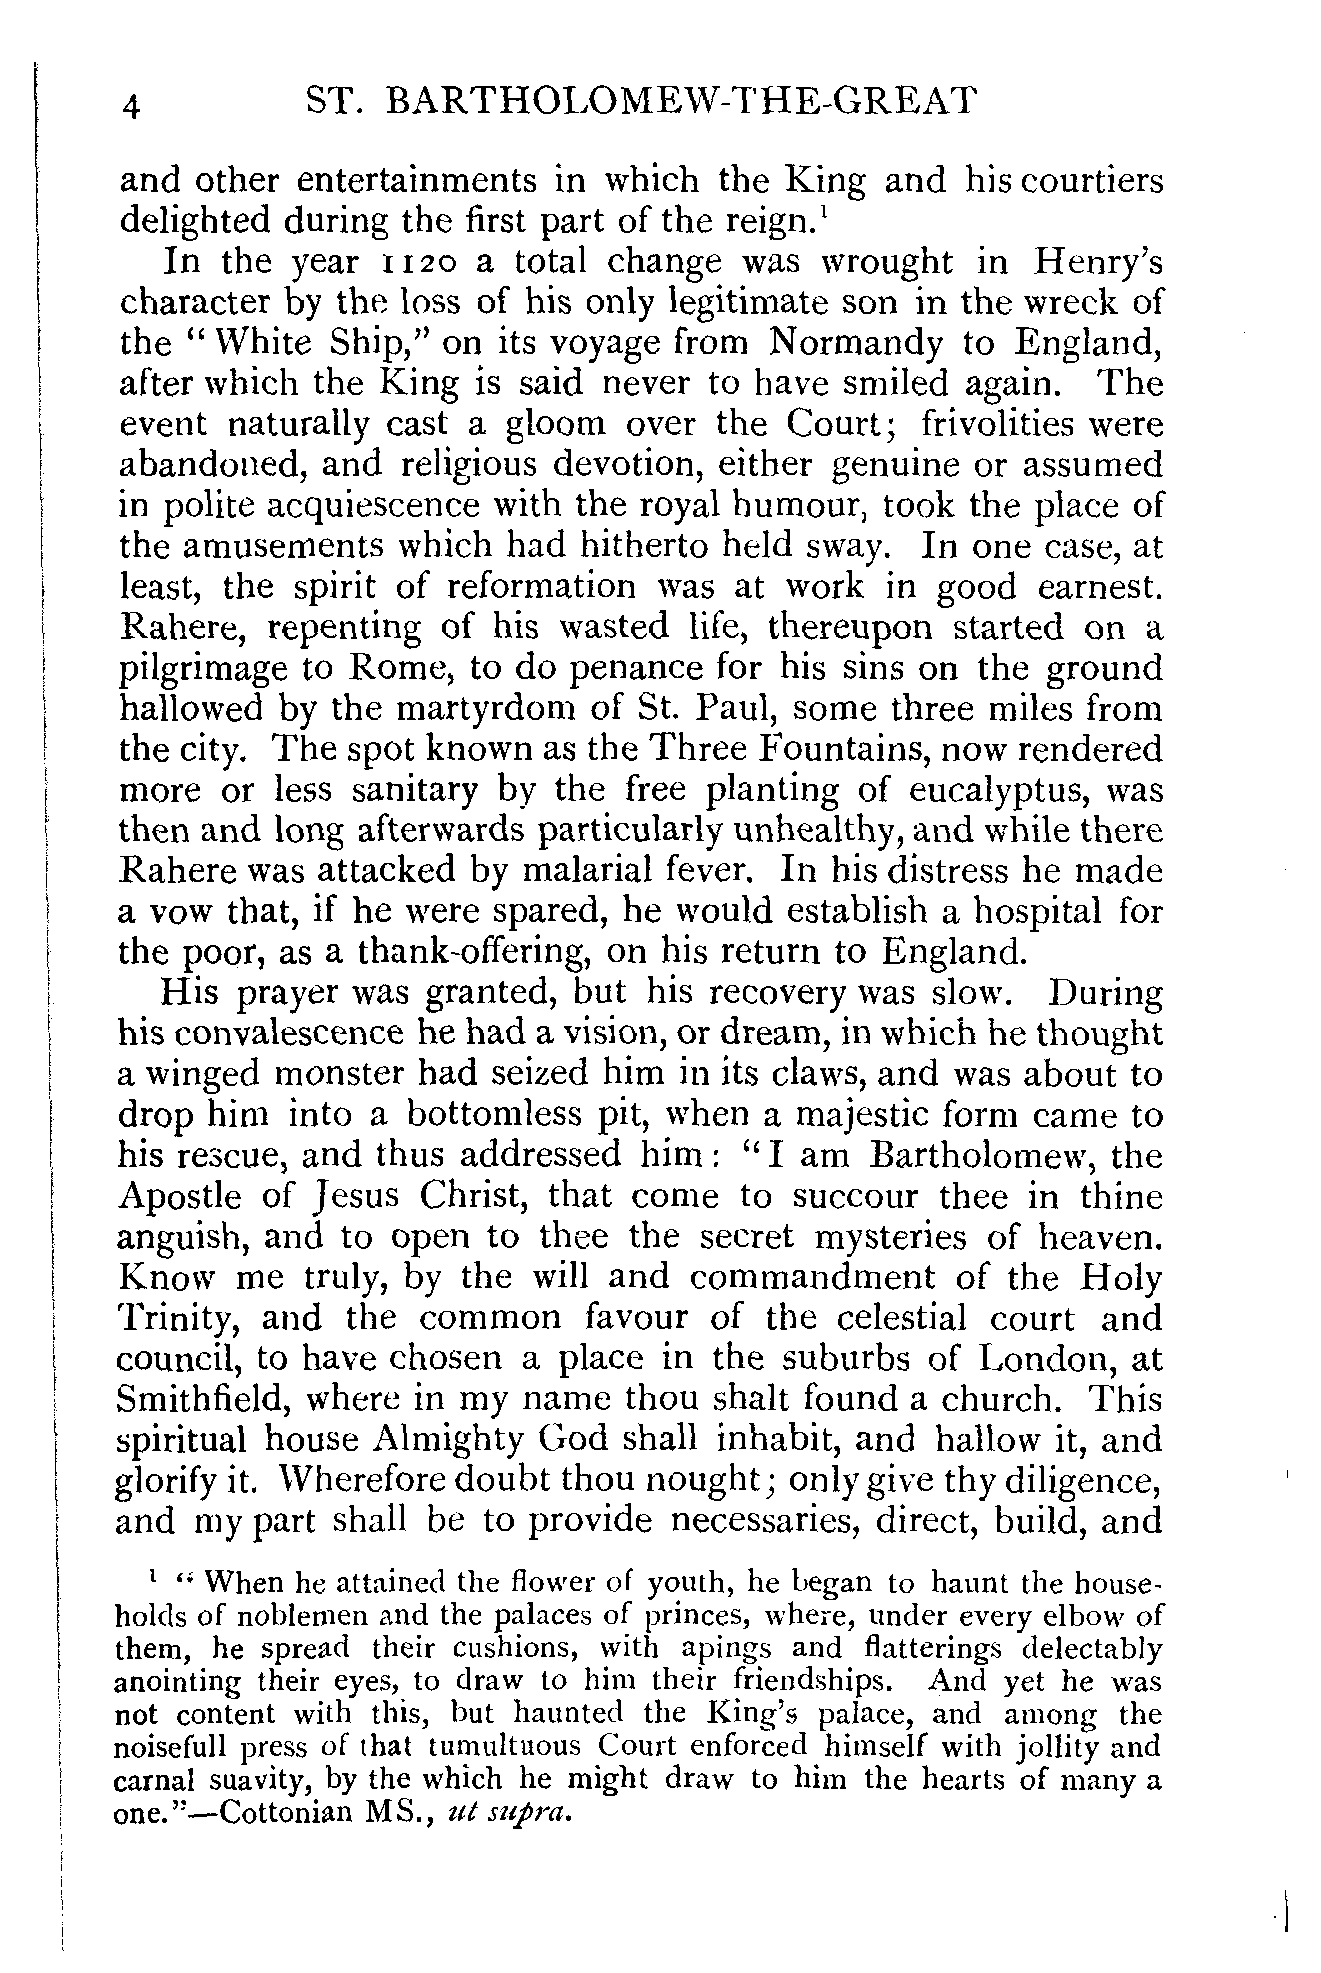 4 ST. BARTHOLOMEW-THE-GREAT
and other entertainments in which the King and his courtiers
delighted during the first part of the reign.¹
In the year 1120 a total change was wrought in Henry's
character by the loss of his only legitimate son in the wreck of
the “ White Ship,” on its voyage from Normandy to England,
after which the King is said never to have smiled again. The
event naturally cast a gloom over the Court; frivolities were
abandoned, and religious devotion, either genuine or assumed
in polite acquiescence with the royal humour, took the place of
the amusements which had hitherto held sway. In one case, at
least, the spirit of reformation was at work in good earnest.
Rahere, repenting of his wasted life, thereupon started on a
pilgrimage to Rome, to do penance for his sins on the ground
hallowed by the martyrdom of St. Paul, some three miles from
the city. The spot known as the Three Fountains, now rendered
more or less sanitary by the free planting of eucalyptus, was
then and long afterwards particularly unhealthy, and while there
Rahere was attacked by malarial fever. In his distress he made
a vow that, if he were spared, he would establish a hospital for
the poor, as a thank-offering, on his return to England.
His prayer was granted, but his recovery was slow. During
his convalescence he had a vision, or dream, in which he thought
a winged monster had seized him in its claws, and was about to
drop him into a bottomless pit, when a majestic form came to
his rescue, and thus addressed him : “ I am Bartholomew, the
Apostle of Jesus Christ, that come to succour thee in thine
anguish, and to open to thee the secret mysteries of heaven.
Know me truly, by the will and commandment of the Holy
Trinity, and the common favour of the celestial court and
council, to have chosen a place in the suburbs of London, at
Smithfield, where in my name thou shalt found a church. This
spiritual house Almighty God shall inhabit, and hallow it, and
glorify it. Wherefore doubt thou nought; only give thy diligence,
and my part shall be to provide necessaries, direct, build, and
¹ “ When he attained the flower of youth, he began to haunt the house-
holds of noblemen and the palaces of princes, where, under every elbow of
them, he spread their cushions, with apings and flatterings delectably
anointing their eyes, to draw to him their friendships. And yet he was
not content with this, but haunted the King's palace, and among the
noisefull press of that tumultuous Court enforced himself with jollity and
carnal suavity, by the which he might draw to him the hearts of many a
one.”—Cottonian MS., ut supra.